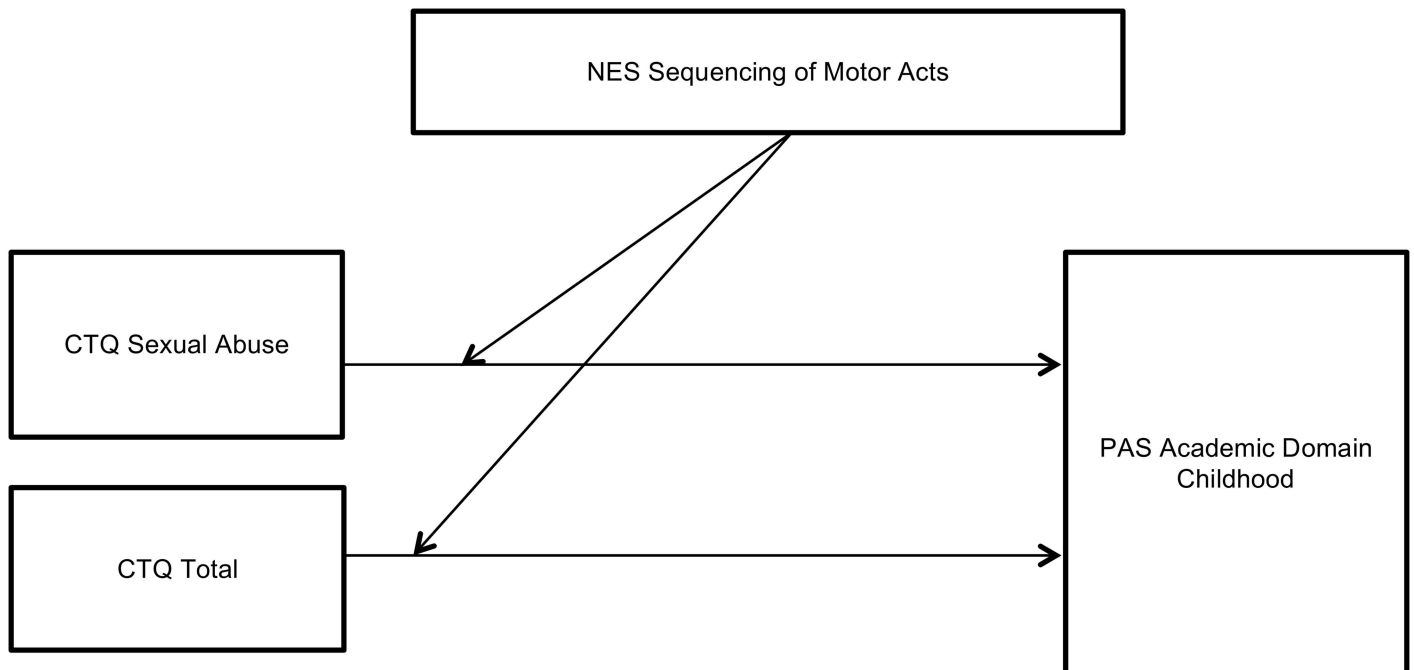 NES Sequencing of Motor Acts
CTQ Sexual Abuse
PAS Academic Domain
Childhood
CTQ Total